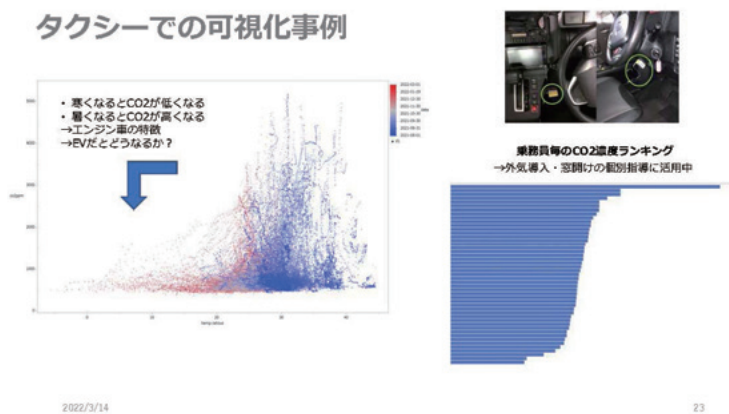 タクシーでの可視化事例
• 寒くなるとCO2が低くなる
• 暑くなるとCO2が高くなる
→エンジン車の特徴
→EVだとどうなるか？
乗務員毎のCO2濃度ランキング
→外気導入・窓開けの個別指導に活用中
2022/3/14
23